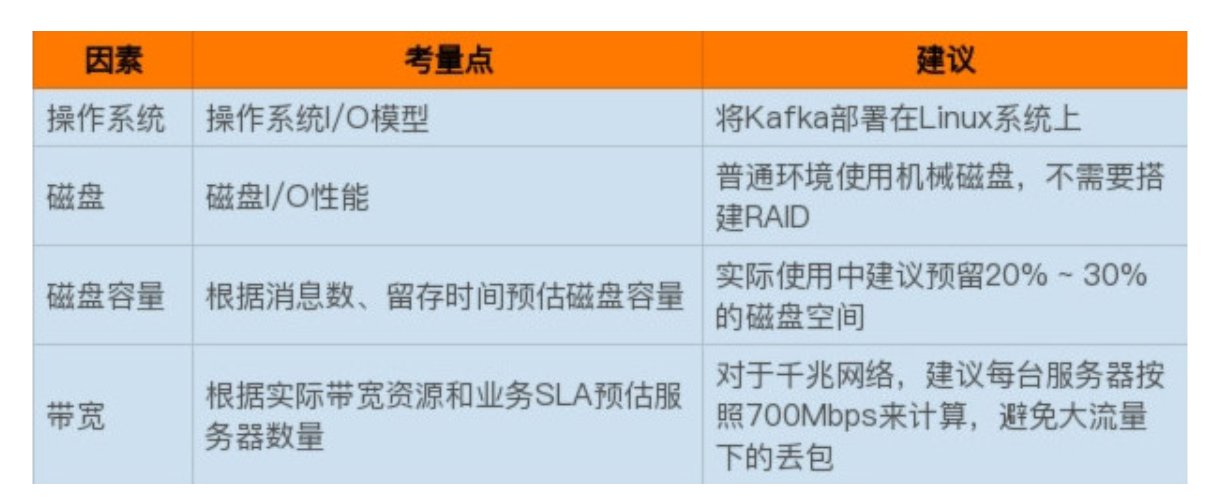 因素 考量点 建议
操作系统 操作系统I/O模型 将Kafka部署在Linux系统上
磁盘 磁盘I/O性能 普通环境使用机械磁盘，不需要搭
建RAID
磁盘容量 根据消息数、留存时间预估磁盘容量 实际使用中建议预留20% ~ 30%
的磁盘空间
带宽 根据实际带宽资源和业务SLA预估服
务器数量 对于千兆网络，建议每台服务器按
照700Mbps来计算，避免大流量
下的丢包